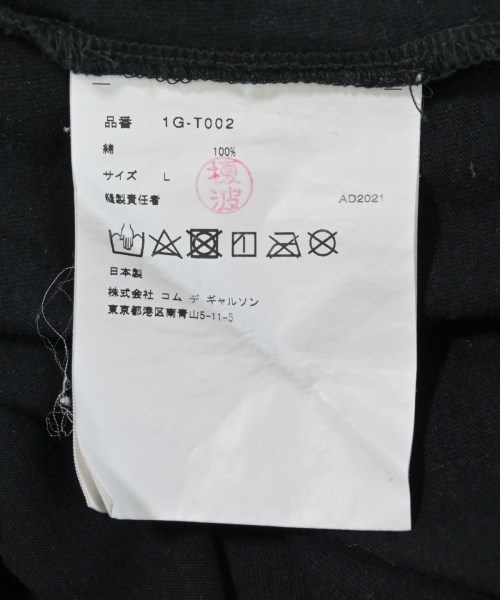 品番 1G-T002
綿 100%
サイズ L
縫製責任者 榎波 AD2021
日本製
株式会社 コム デ ギャルソン
東京都港区南青山5-11-5